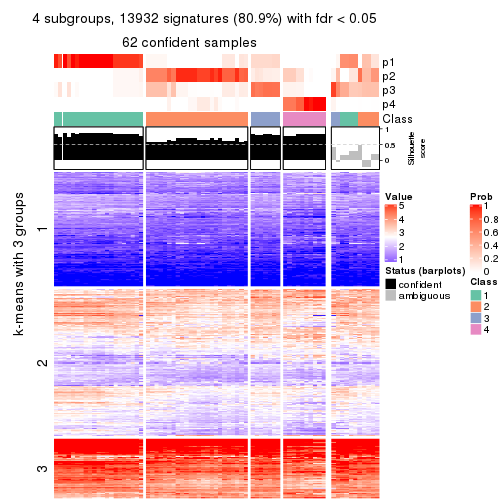 4 subgroups, 13932 signatures (80.9%) with fdr < 0.05
62 confident samples
p1
p2
p3
p4
Class
1
0.5
0
Silhouette
score
k-means with 3 groups
1
2
3
Value
5
4
3
2
1
Status (barplots)
confident
ambiguous
Prob
1
0.8
0.6
0.4
0.2
0
Class
1
2
3
4